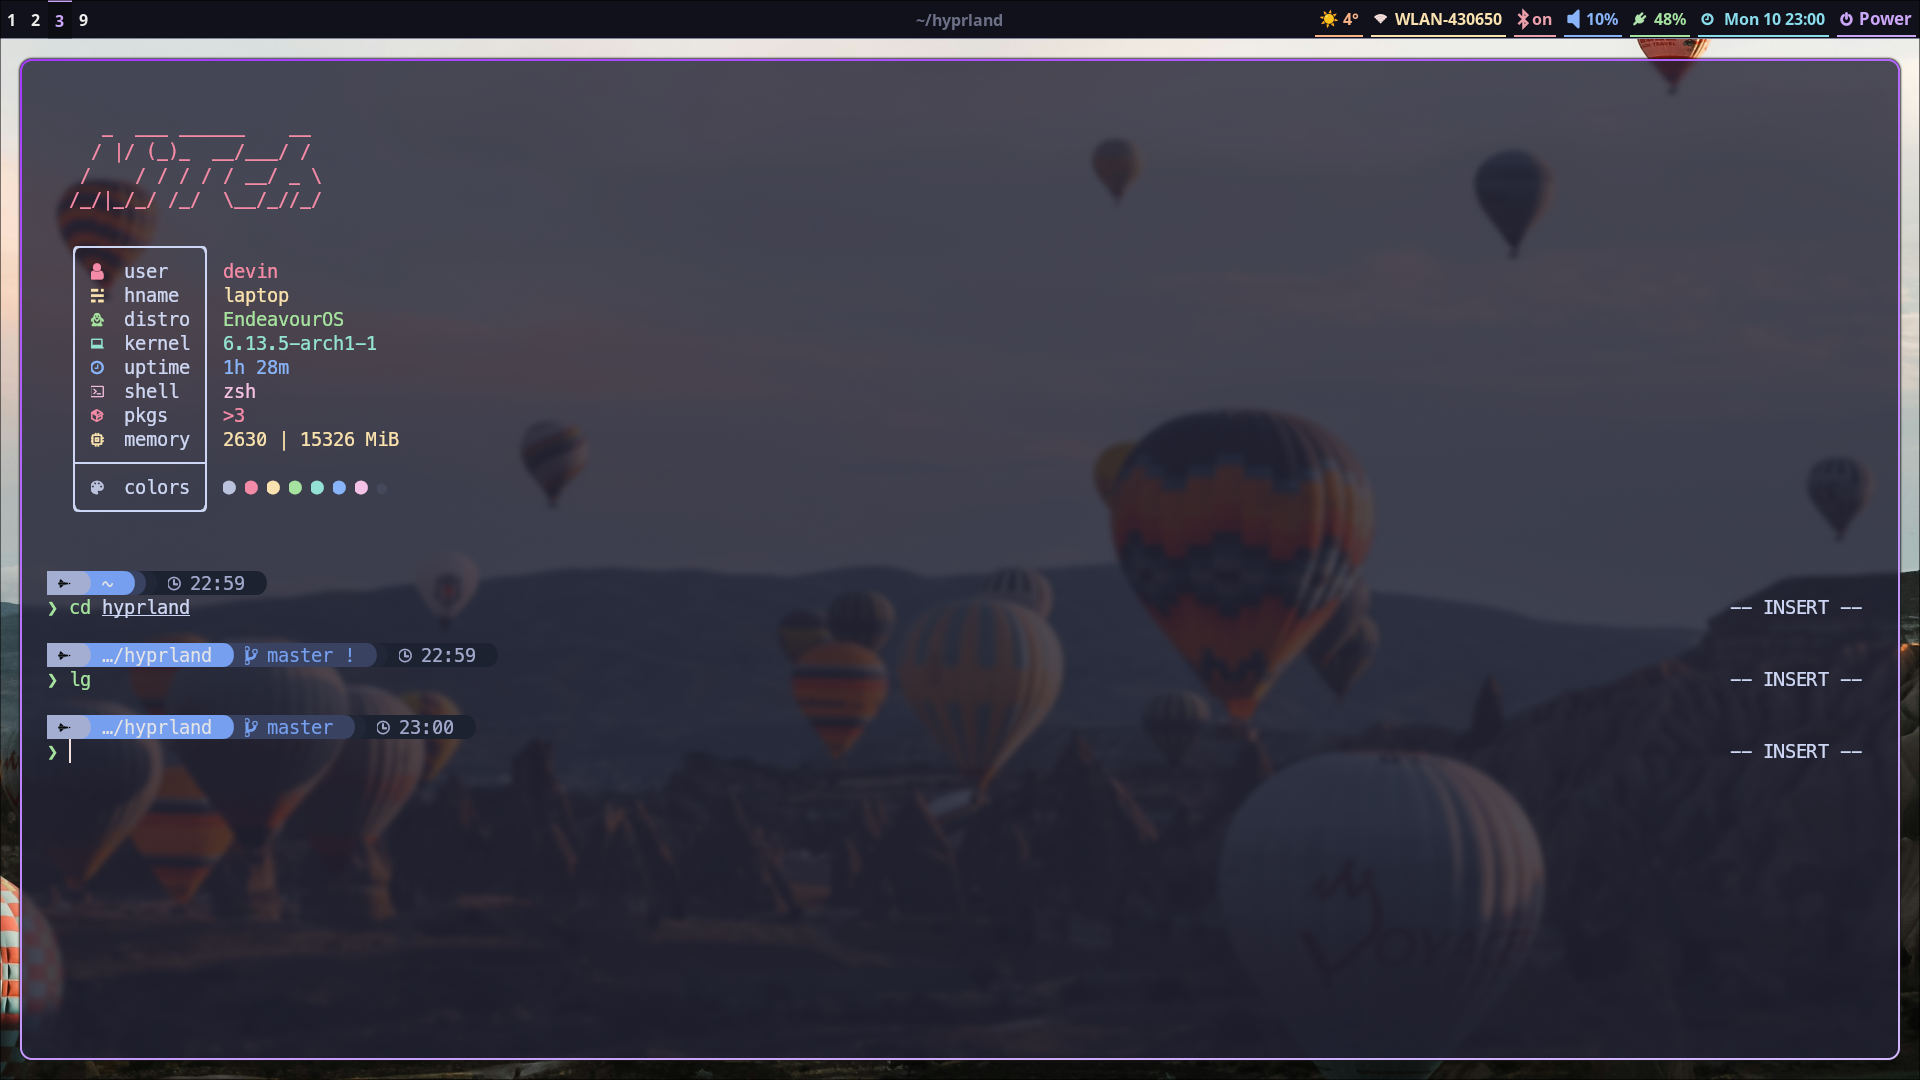 1 2 3 9 ~/hyprland 4° WLAN-430650 on 10% 48% Mon 10 23:00 Power
user devin
hname laptop
distro EndeavourOS
kernel 6.13.5-arch1-1
uptime 1h 28m
shell zsh
pkgs >3
memory 2630 | 15326 MiB
colors
~ 22:59
❯ cd hyprland -- INSERT --
…/hyprland master ! 22:59
❯ lg -- INSERT --
…/hyprland master 23:00
❯ -- INSERT --